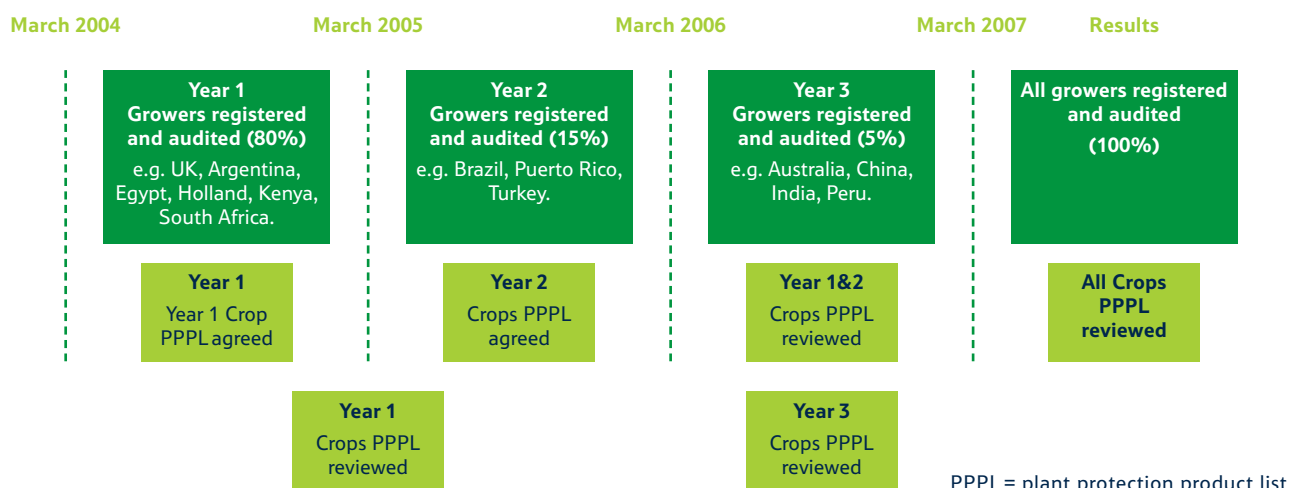 March 2004
March 2005
March 2006
March 2007
Results
Year 1
Growers registered
and audited (80%)
e.g. UK, Argentina,
Egypt, Holland, Kenya,
South Africa.
Year 2
Growers registered
and audited (15%)
e.g. Brazil, Puerto Rico,
Turkey.
Year 3
Growers registered
and audited (5%)
e.g. Australia, China,
India, Peru.
All growers registered
and audited
(100%)
Year 1
Year 1 Crop
PPPL agreed
Year 2
Crops PPPL
agreed
Year 1&2
Crops PPPL
reviewed
All Crops
PPPL
reviewed
Year 1
Crops PPPL
reviewed
Year 3
Crops PPPL
reviewed
PPPL = plant protection product list